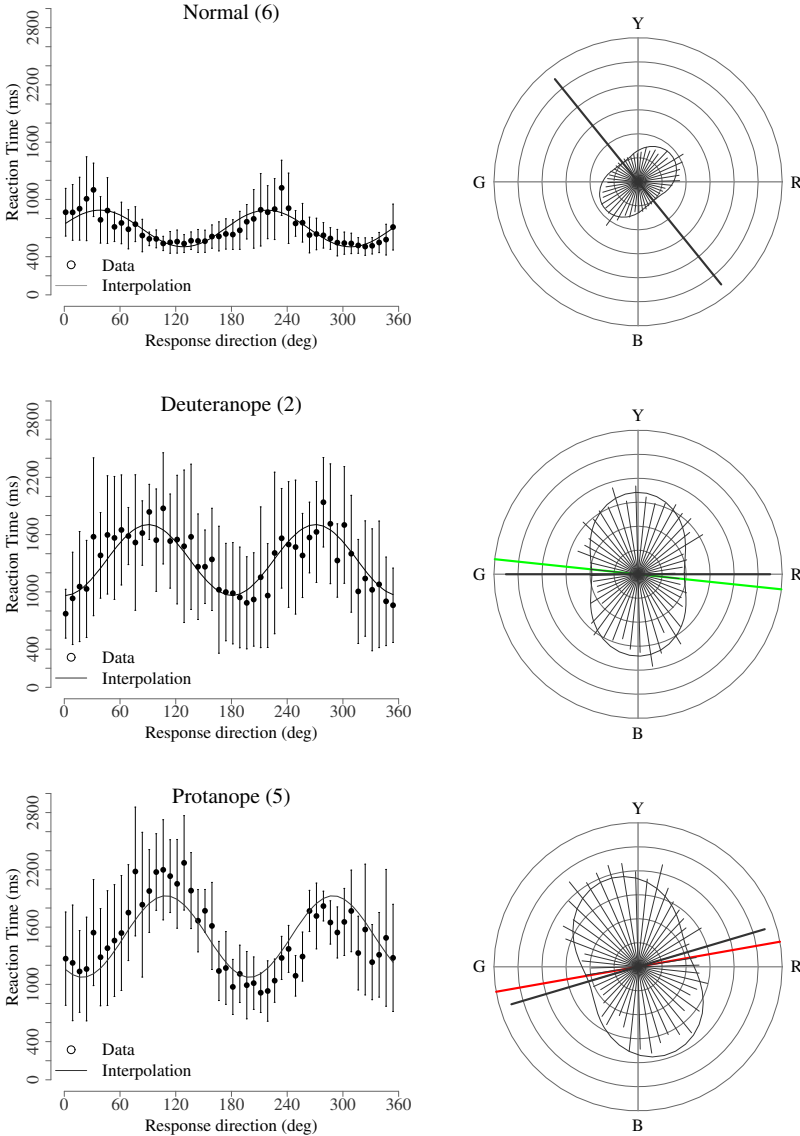 Normal (6)
Reaction Time (ms)
0 400 1000 1600 2200 2800
Data
Interpolation
0 60 120 180 240 300 360
Response direction (deg)
Y
G R
B
Deuteranope (2)
Reaction Time (ms)
0 400 1000 1600 2200 2800
Data
Interpolation
0 60 120 180 240 300 360
Response direction (deg)
Y
G R
B
Protanope (5)
Reaction Time (ms)
0 400 1000 1600 2200 2800
Data
Interpolation
0 60 120 180 240 300 360
Response direction (deg)
Y
G R
B